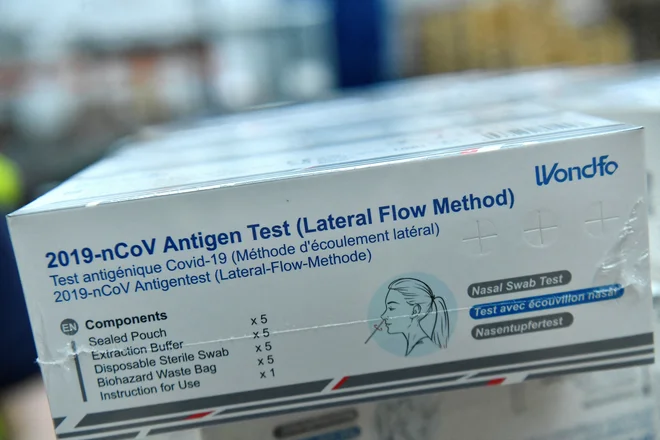 Wondfo
2019-nCoV Antigen Test (Lateral Flow Method)
Test antigénique Covid-19 (Méthode d'écoulement latéral)
2019-nCoV Antigentest (Lateral-Flow-Methode)
EN Components
Sealed Pouch x 5
Extraction Buffer x 5
Disposable Sterile Swab x 5
Biohazard Waste Bag x 5
Instruction for Use x 1
Nasal Swab Test
Test avec écouvillon nasal
Nasentupfertest